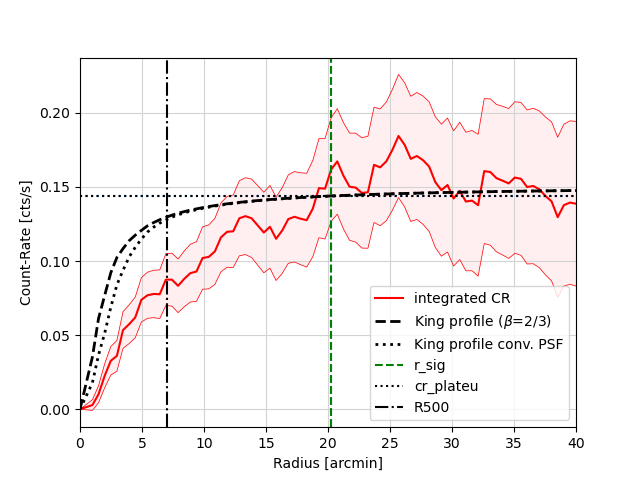 0.20
0.15
0.10
0.05
0.00
Count-Rate [cts/s]
integrated CR
King profile (β=2/3)
King profile conv. PSF
r_sig
cr_plateu
R500
0 5 10 15 20 25 30 35 40
Radius [arcmin]